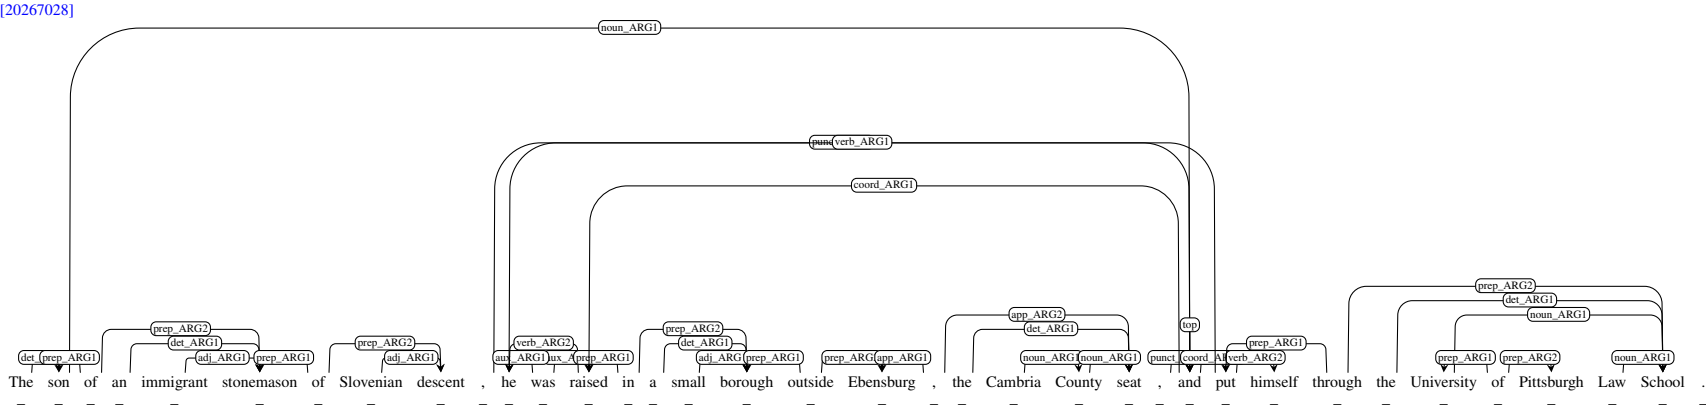 [20267028]
noun_ARG1
verb_ARG1
coord_ARG1
prep_ARG2
det_ARG1
app_ARG2 noun_ARG1
prep_ARG2 prep_ARG2 det_ARG1 top
det_ARG1 prep_ARG2 verb_ARG2 det_ARG1 prep_ARG1
prep_ARG1 adj_ARG1 prep_ARG1 adj_ARG1 prep_ARG1 prep_ARG1 app_ARG1 noun_ARG1 verb_ARG2 prep_ARG1 prep_ARG2 noun_ARG1
The son of an immigrant stonemason of Slovenian descent , he was raised in a small borough outside Ebensburg , the Cambria County seat , and put himself through the University of Pittsburgh Law School .
_ _ _ _ _ _ _ _ _ _ _ _ _ _ _ _ _ _ _ _ _ _ _ _ _ _ _ _ _ _ _ _ _ _ _ _